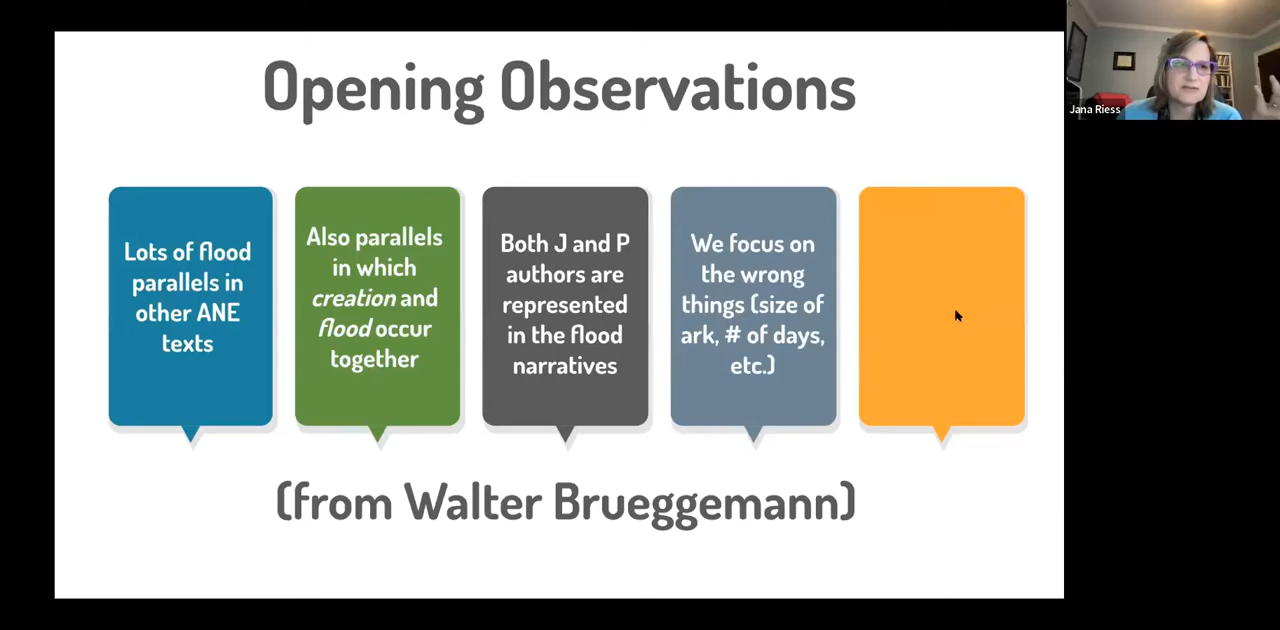 Opening Observations
Jana Riess
Lots of flood
parallels in
other ANE
texts
Also parallels
in which
creation and
flood occur
together
Both J and P
authors are
represented
in the flood
narratives
We focus on
the wrong
things (size of
ark, # of days,
etc.)
(from Walter Brueggemann)